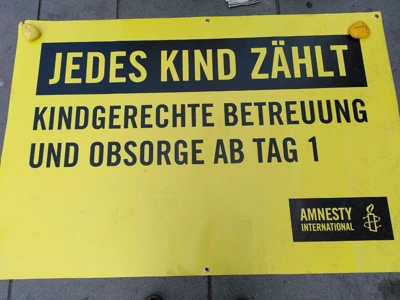 JEDES KIND ZÄHLT
KINDGERECHTE BETREUUNG
UND OBSORGE AB TAG 1
AMNESTY
INTERNATIONAL